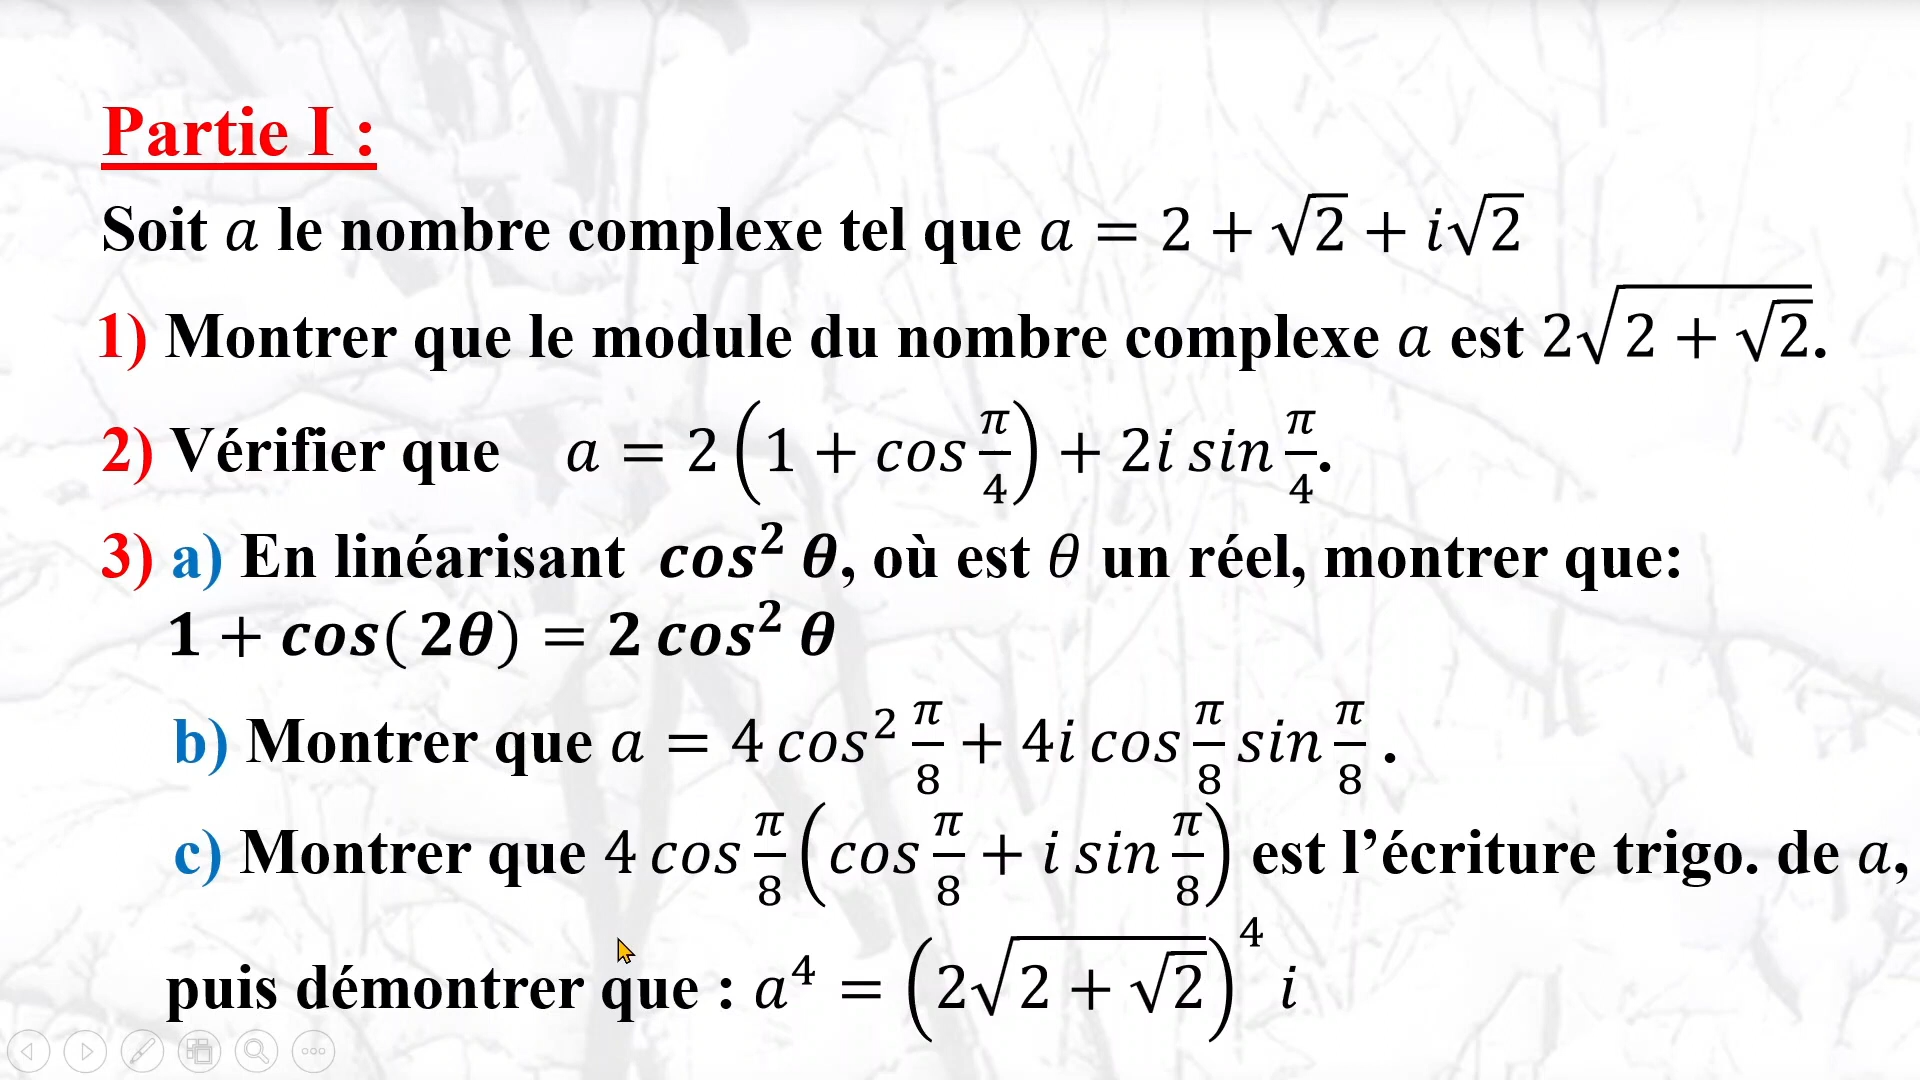 Partie I :
Soit a le nombre complexe tel que a = 2 + √2 + i√2
1) Montrer que le module du nombre complexe a est 2√(2 + √2).
2) Vérifier que a = 2(1 + cos π/4) + 2i sin π/4.
3) a) En linéarisant cos² θ, où est θ un réel, montrer que:
1 + cos( 2θ) = 2 cos² θ
b) Montrer que a = 4 cos² π/8 + 4i cos π/8 sin π/8 .
c) Montrer que 4 cos π/8 (cos π/8 + i sin π/8) est l’écriture trigo. de a,
puis démontrer que : a⁴ = (2√(2 + √2))⁴ i